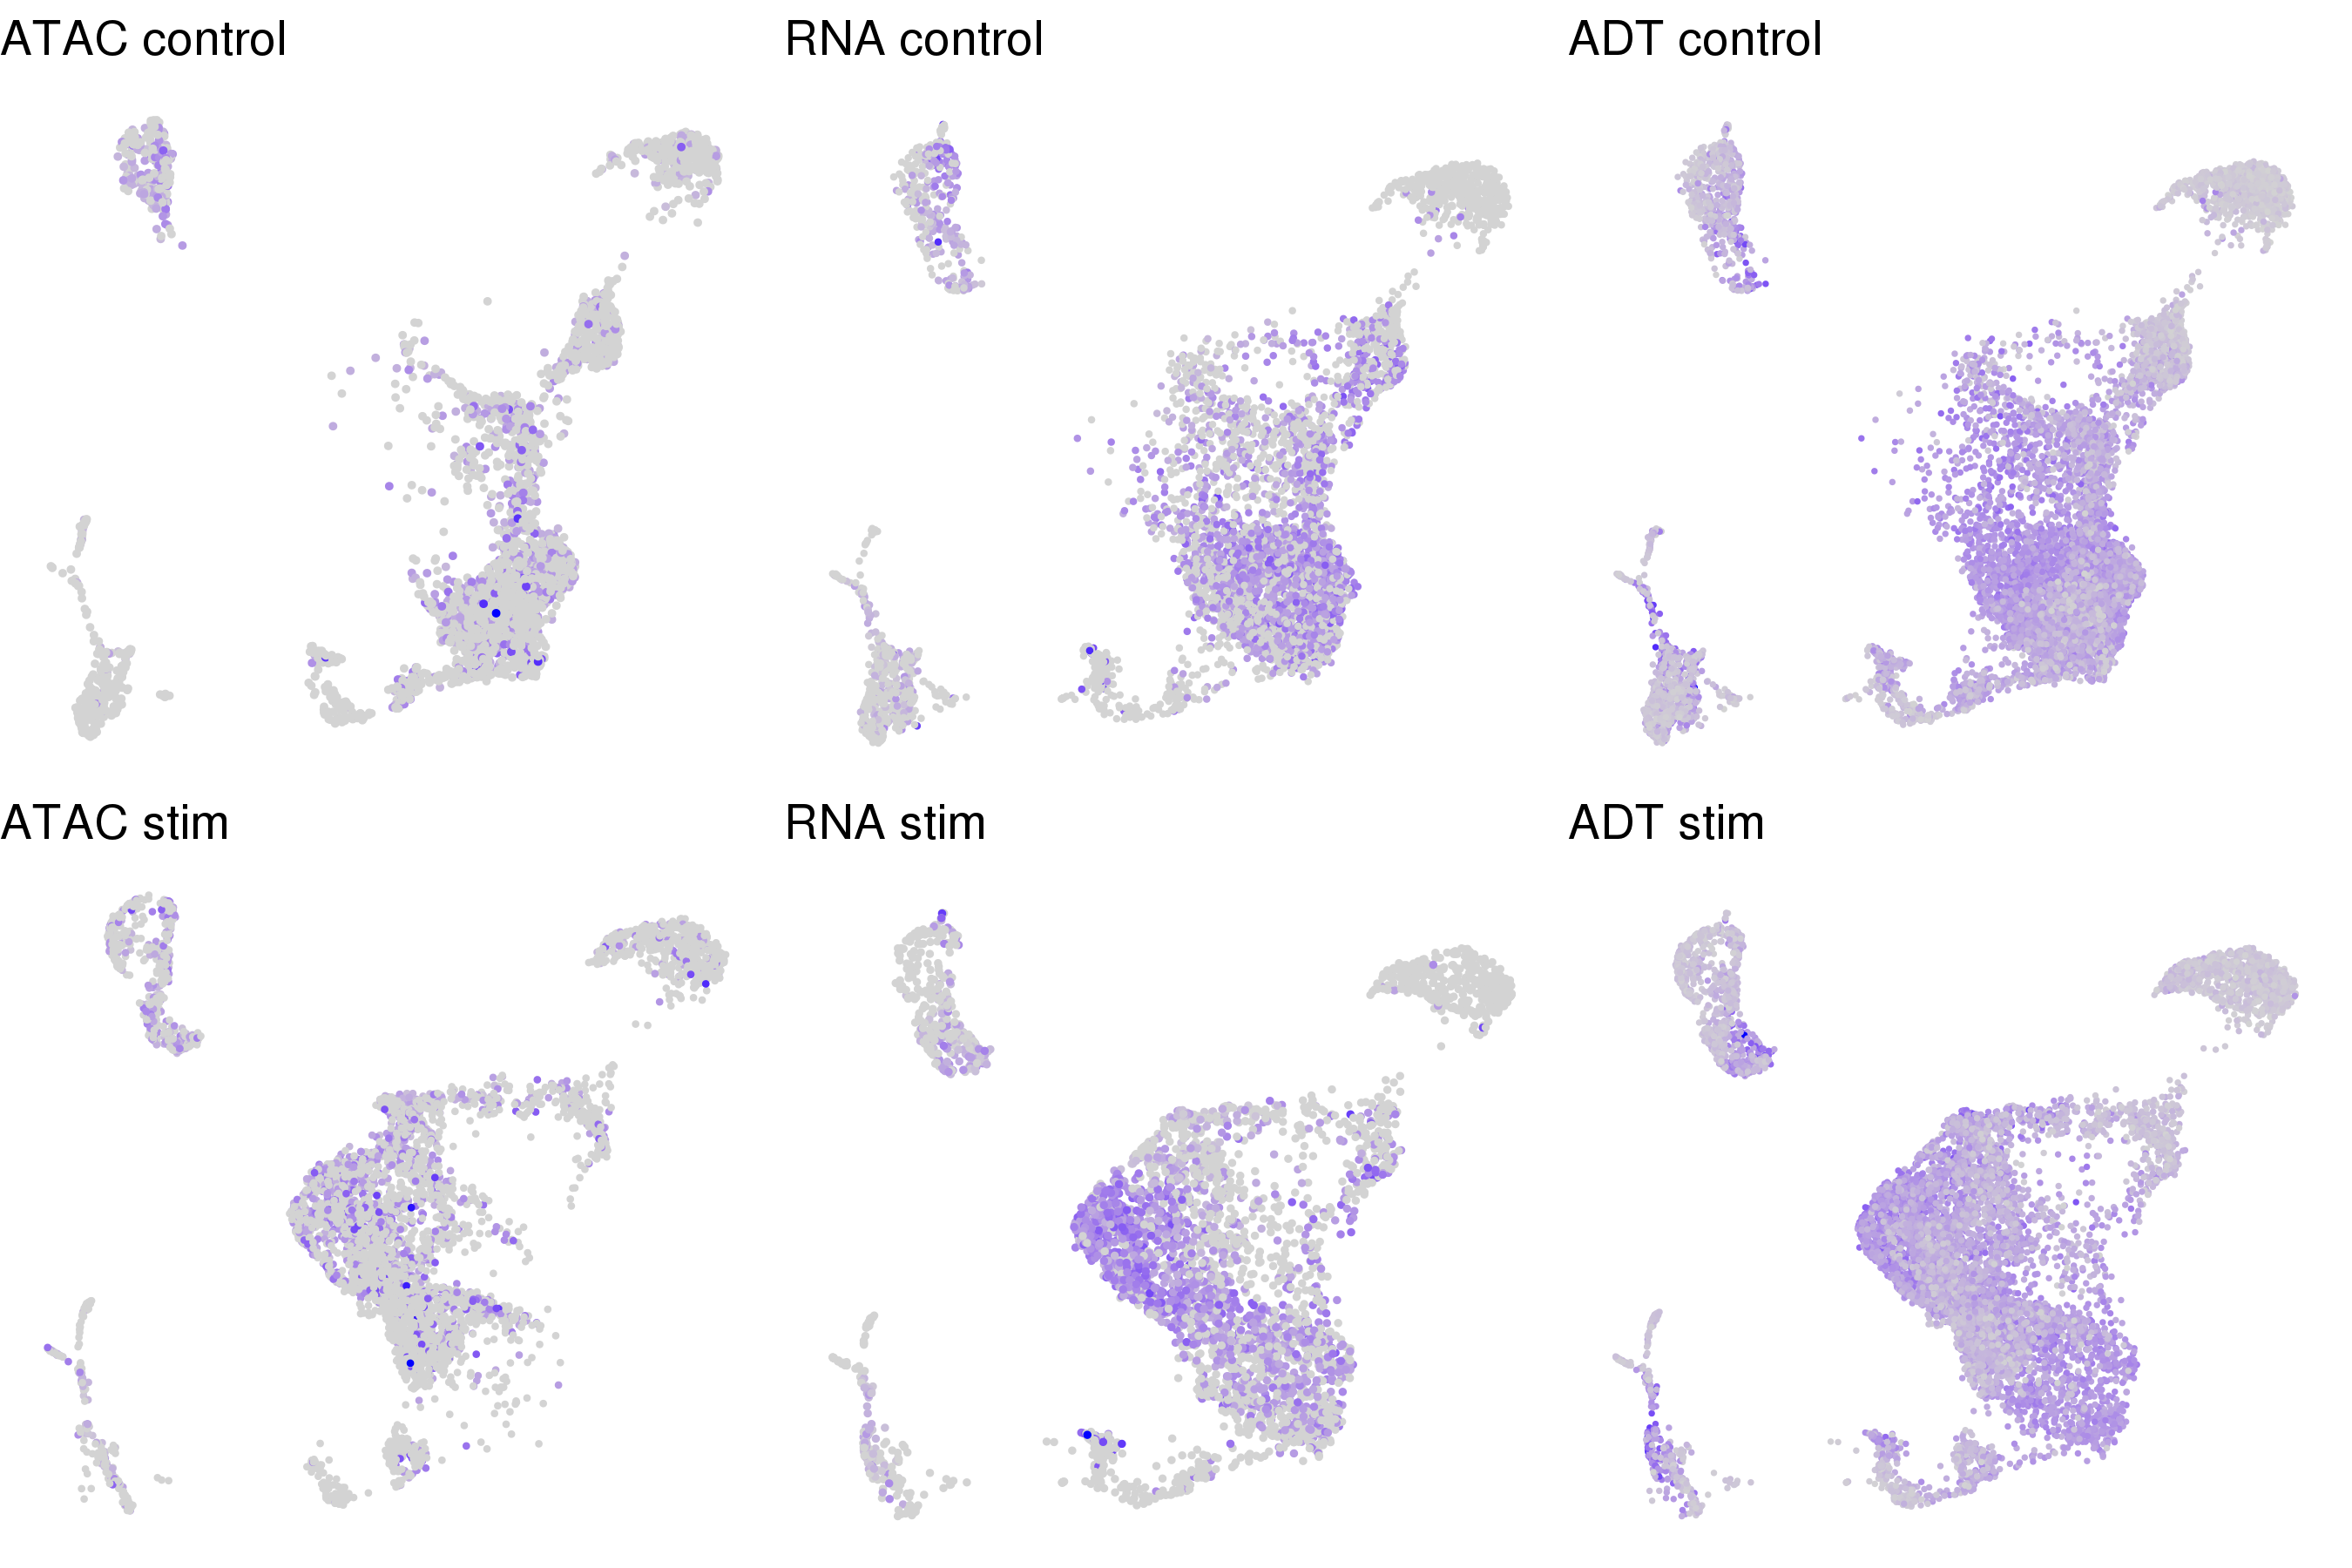 ATAC control
RNA control
ADT control
ATAC stim
RNA stim
ADT stim